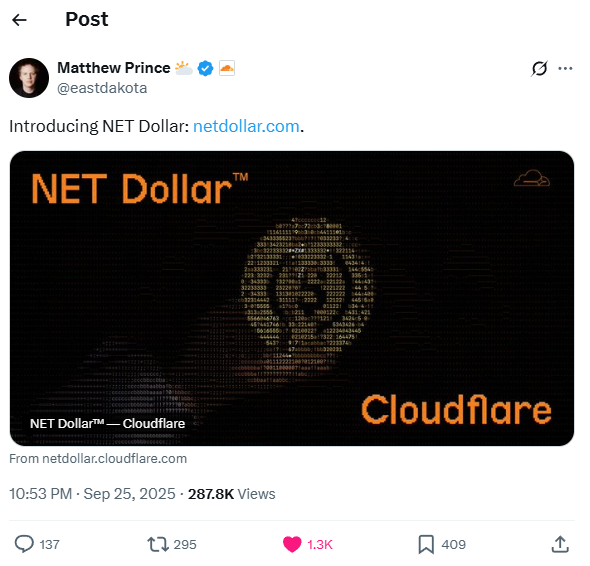 Post
Matthew Prince
@eastdakota
Introducing NET Dollar: netdollar.com.
NET Dollar™
Cloudflare
NET Dollar™ — Cloudflare
From netdollar.cloudflare.com
10:53 PM · Sep 25, 2025 · 287.8K Views
137 295 1.3K 409